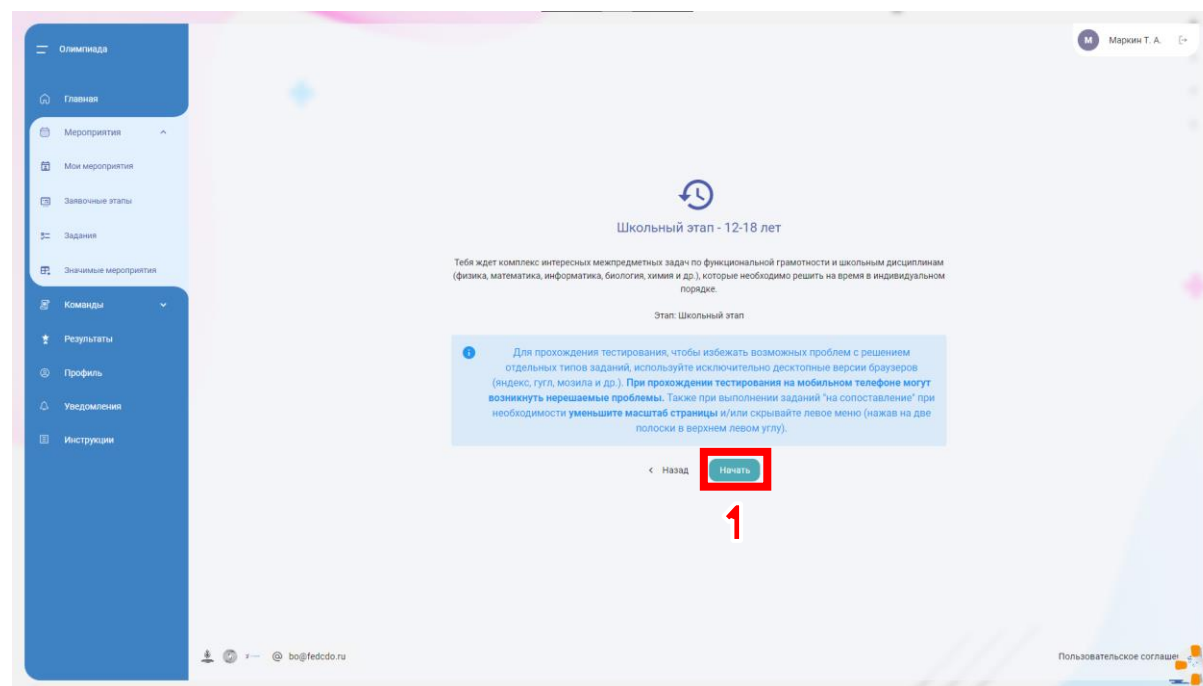 Олимпиада
Маркин Т. А.
М
Главная
Мероприятия
Мои мероприятия
Заявочные этапы
Задания
Значимые мероприятия
Команды
Результаты
Профиль
Уведомления
Инструкции
Школьный этап - 12-18 лет
Тебя ждет комплекс интересных межпредметных задач по функциональной грамотности и школьным дисциплинам
(физика, математика, информатика, биология, химия и др.), которые необходимо решить на время в индивидуальном
порядке.
Этап: Школьный этап
Для прохождения тестирования, чтобы избежать возможных проблем с решением
отдельных типов заданий, используйте исключительно десктопные версии браузеров
(яндекс, гугл, мозила и др.). При прохождении тестирования на мобильном телефоне могут
возникнуть нерешаемые проблемы. Также при выполнении заданий "на сопоставление" при
необходимости уменьшите масштаб страницы и/или скрывайте левое меню (нажав на две
полоски в верхнем левом углу).
< Назад
Начать
1
@ bo@fedcdo.ru
Пользовательское соглаше